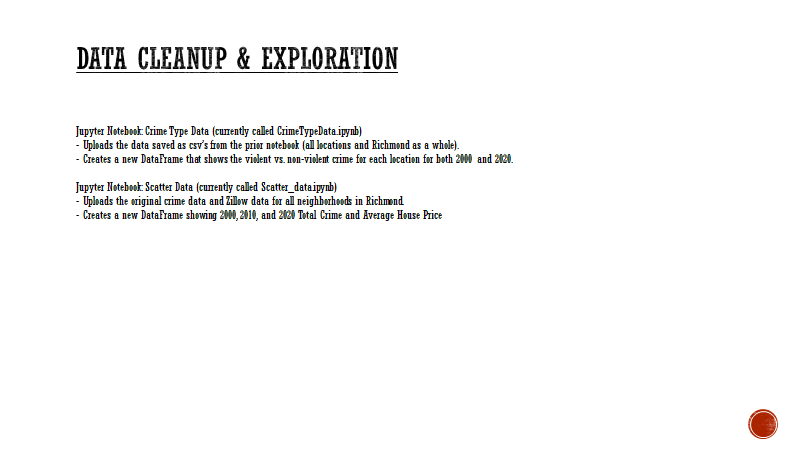 DATA CLEANUP & EXPLORATION
Jupyter Notebook: Crime Type Data (currently called CrimeTypeData.ipynb)
- Uploads the data saved as csv's from the prior notebook (all locations and Richmond as a whole).
- Creates a new DataFrame that shows the violent vs. non-violent crime for each location for both 2000 and 2020.
Jupyter Notebook: Scatter Data (currently called Scatter_data.ipynb)
- Uploads the original crime data and Zillow data for all neighborhoods in Richmond.
- Creates a new DataFrame showing 2000, 2010, and 2020 Total Crime and Average House Price